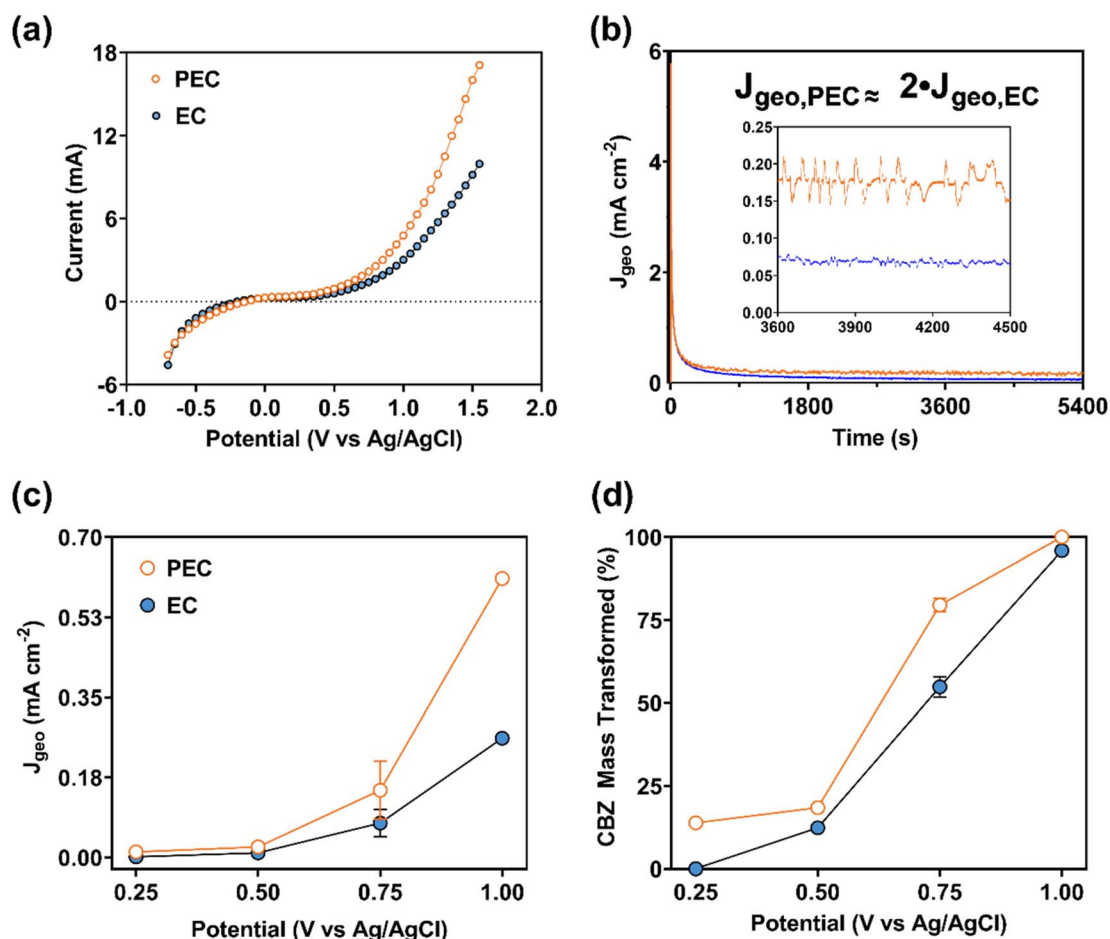 (a)
18
12
6
0
-6
-1.0 -0.5 0.0 0.5 1.0 1.5 2.0
Current (mA)
Potential (V vs Ag/AgCl)
PEC
EC
(b)
6
4
2
0
0 1800 3600 5400
J_geo (mA cm⁻²)
Time (s)
J_geo,PEC ≈ 2•J_geo,EC
0.25
0.20
0.15
0.10
0.05
0.00
3600 3900 4200 4500
(c)
0.70
0.53
0.35
0.18
0.00
0.25 0.50 0.75 1.00
J_geo (mA cm⁻²)
Potential (V vs Ag/AgCl)
PEC
EC
(d)
100
75
50
25
0
0.25 0.50 0.75 1.00
CBZ Mass Transformed (%)
Potential (V vs Ag/AgCl)